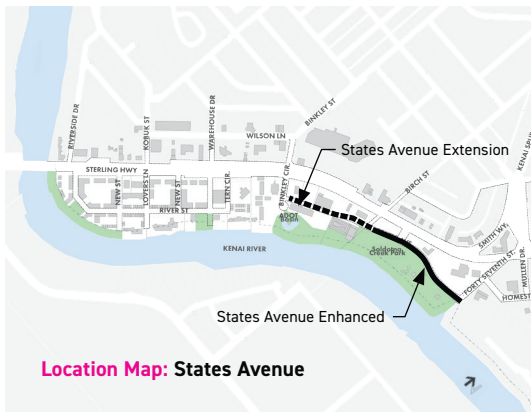 RIVERSIDE DR
KOBUK ST
WAREHOUSE DR
WILSON LN
BINKLEY ST
States Avenue Extension
BIRCH ST
KENAI SPU
STERLING HWY
NEW ST
LOVERS LN
NEW ST
TERN CIR.
BINKLEY CIR.
RIVER ST
ADOT
Basin
KENAI RIVER
Soldotna
Creek Park
SMITH WY.
FORTY SEVENTH ST.
MULLEN DR.
HOMEST
States Avenue Enhanced
Location Map: States Avenue